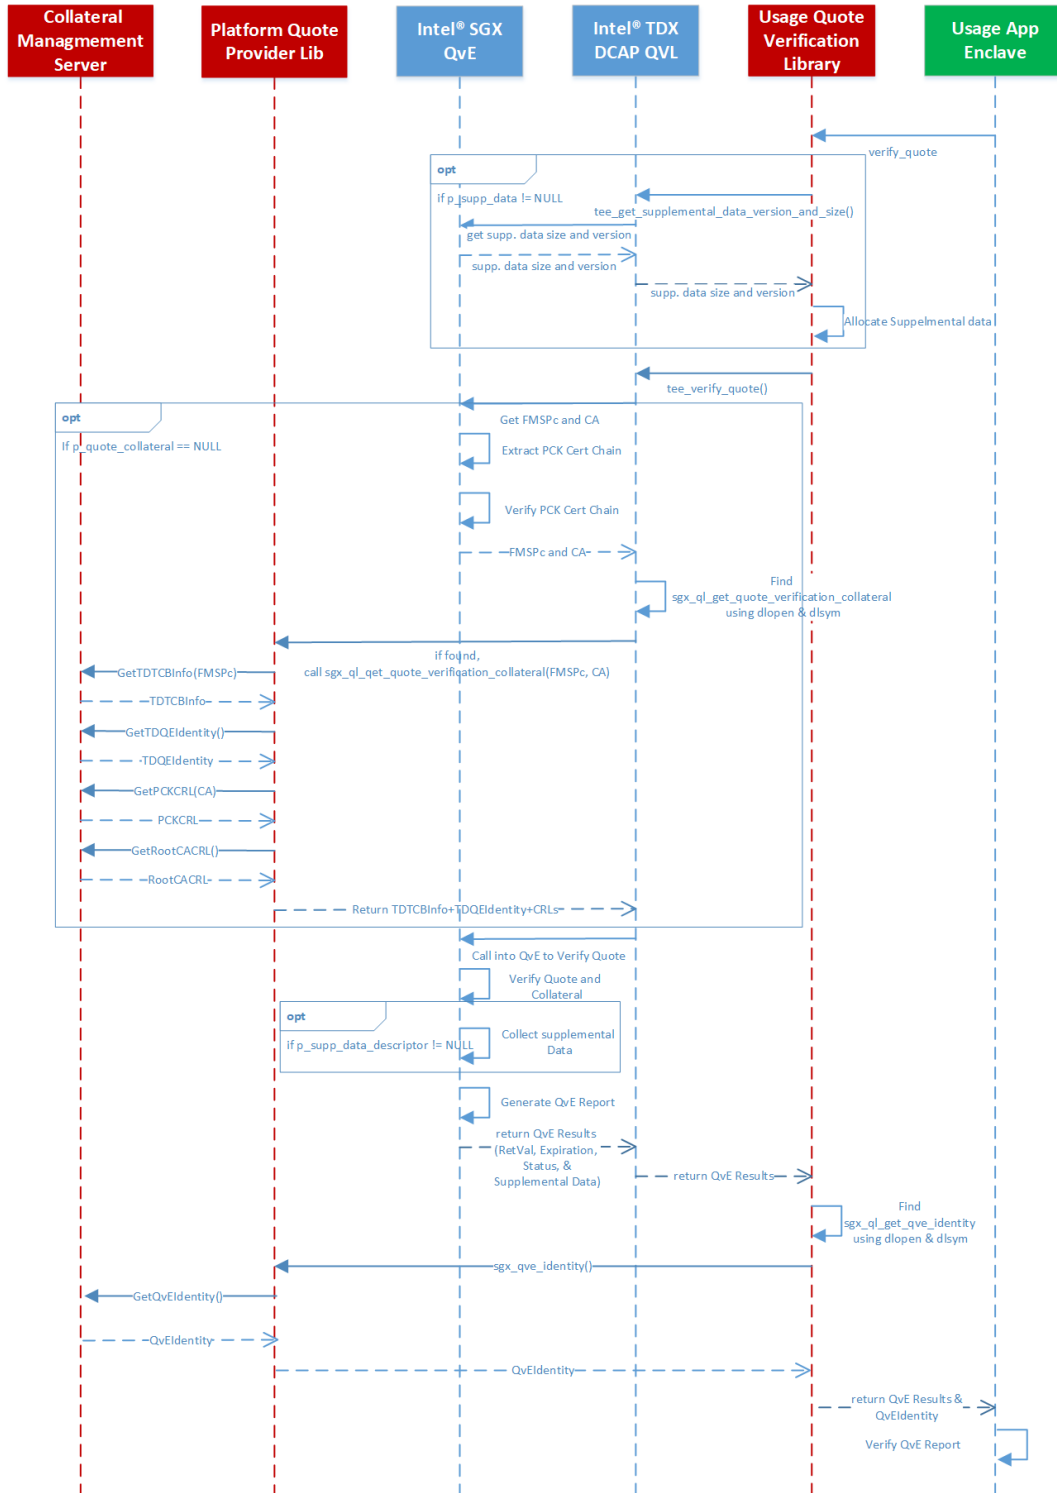 Collateral
Managmement
Server
Platform Quote
Provider Lib
Intel® SGX
QvE
Intel® TDX
DCAP QVL
Usage Quote
Verification
Library
Usage App
Enclave
verify_quote
opt
if p_supp_data != NULL
tee_get_supplemental_data_version_and_size()
get supp. data size and version
supp. data size and version
supp. data size and version
Allocate Suppelmental data
tee_verify_quote()
opt
If p_quote_collateral == NULL
Get FMSPc and CA
Extract PCK Cert Chain
Verify PCK Cert Chain
FMSPc and CA
Find
sgx_ql_get_quote_verification_collateral
using dlopen & dlsym
if found,
call sgx_ql_qet_quote_verification_collateral(FMSPc, CA)
GetTDTCBInfo(FMSPc)
TDTCBInfo
GetTDQEIdentity()
TDQEIdentity
GetPCKCRL(CA)
PCKCRL
GetRootCACRL()
RootCACRL
Return TDTCBInfo+TDQEIdentity+CRLs
Call into QvE to Verify Quote
Verify Quote and
Collateral
opt
if p_supp_data_descriptor != NULL
Collect supplemental
Data
Generate QvE Report
return QvE Results
(RetVal, Expiration,
Status, &
Supplemental Data)
return QvE Results
Find
sgx_ql_get_qve_identity
using dlopen & dlsym
sgx_qve_identity()
GetQvEIdentity()
QvEIdentity
QvEIdentity
return QvE Results &
QvEIdentity
Verify QvE Report